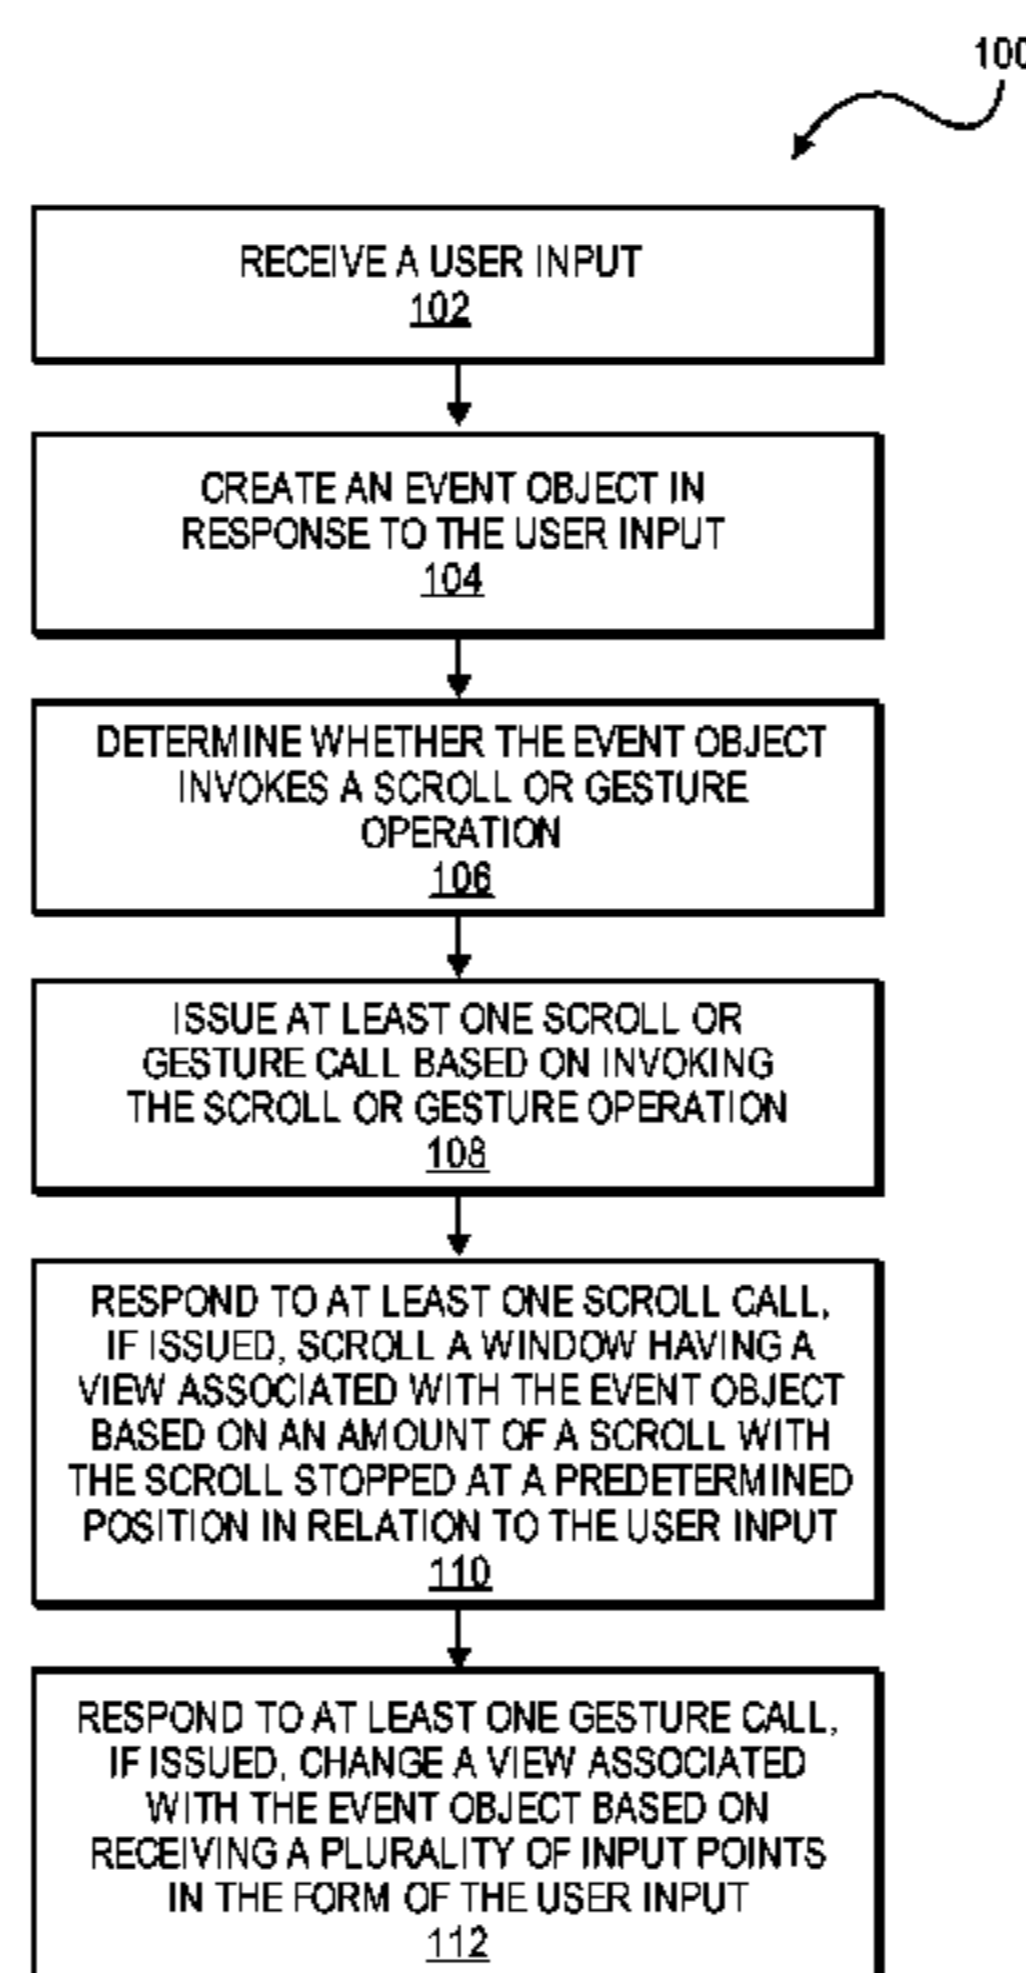 100
RECEIVE A USER INPUT
102
CREATE AN EVENT OBJECT IN
RESPONSE TO THE USER INPUT
104
DETERMINE WHETHER THE EVENT OBJECT
INVOKES A SCROLL OR GESTURE
OPERATION
106
ISSUE AT LEAST ONE SCROLL OR
GESTURE CALL BASED ON INVOKING
THE SCROLL OR GESTURE OPERATION
108
RESPOND TO AT LEAST ONE SCROLL CALL,
IF ISSUED, SCROLL A WINDOW HAVING A
VIEW ASSOCIATED WITH THE EVENT OBJECT
BASED ON AN AMOUNT OF A SCROLL WITH
THE SCROLL STOPPED AT A PREDETERMINED
POSITION IN RELATION TO THE USER INPUT
110
RESPOND TO AT LEAST ONE GESTURE CALL,
IF ISSUED, CHANGE A VIEW ASSOCIATED
WITH THE EVENT OBJECT BASED ON
RECEIVING A PLURALITY OF INPUT POINTS
IN THE FORM OF THE USER INPUT
112